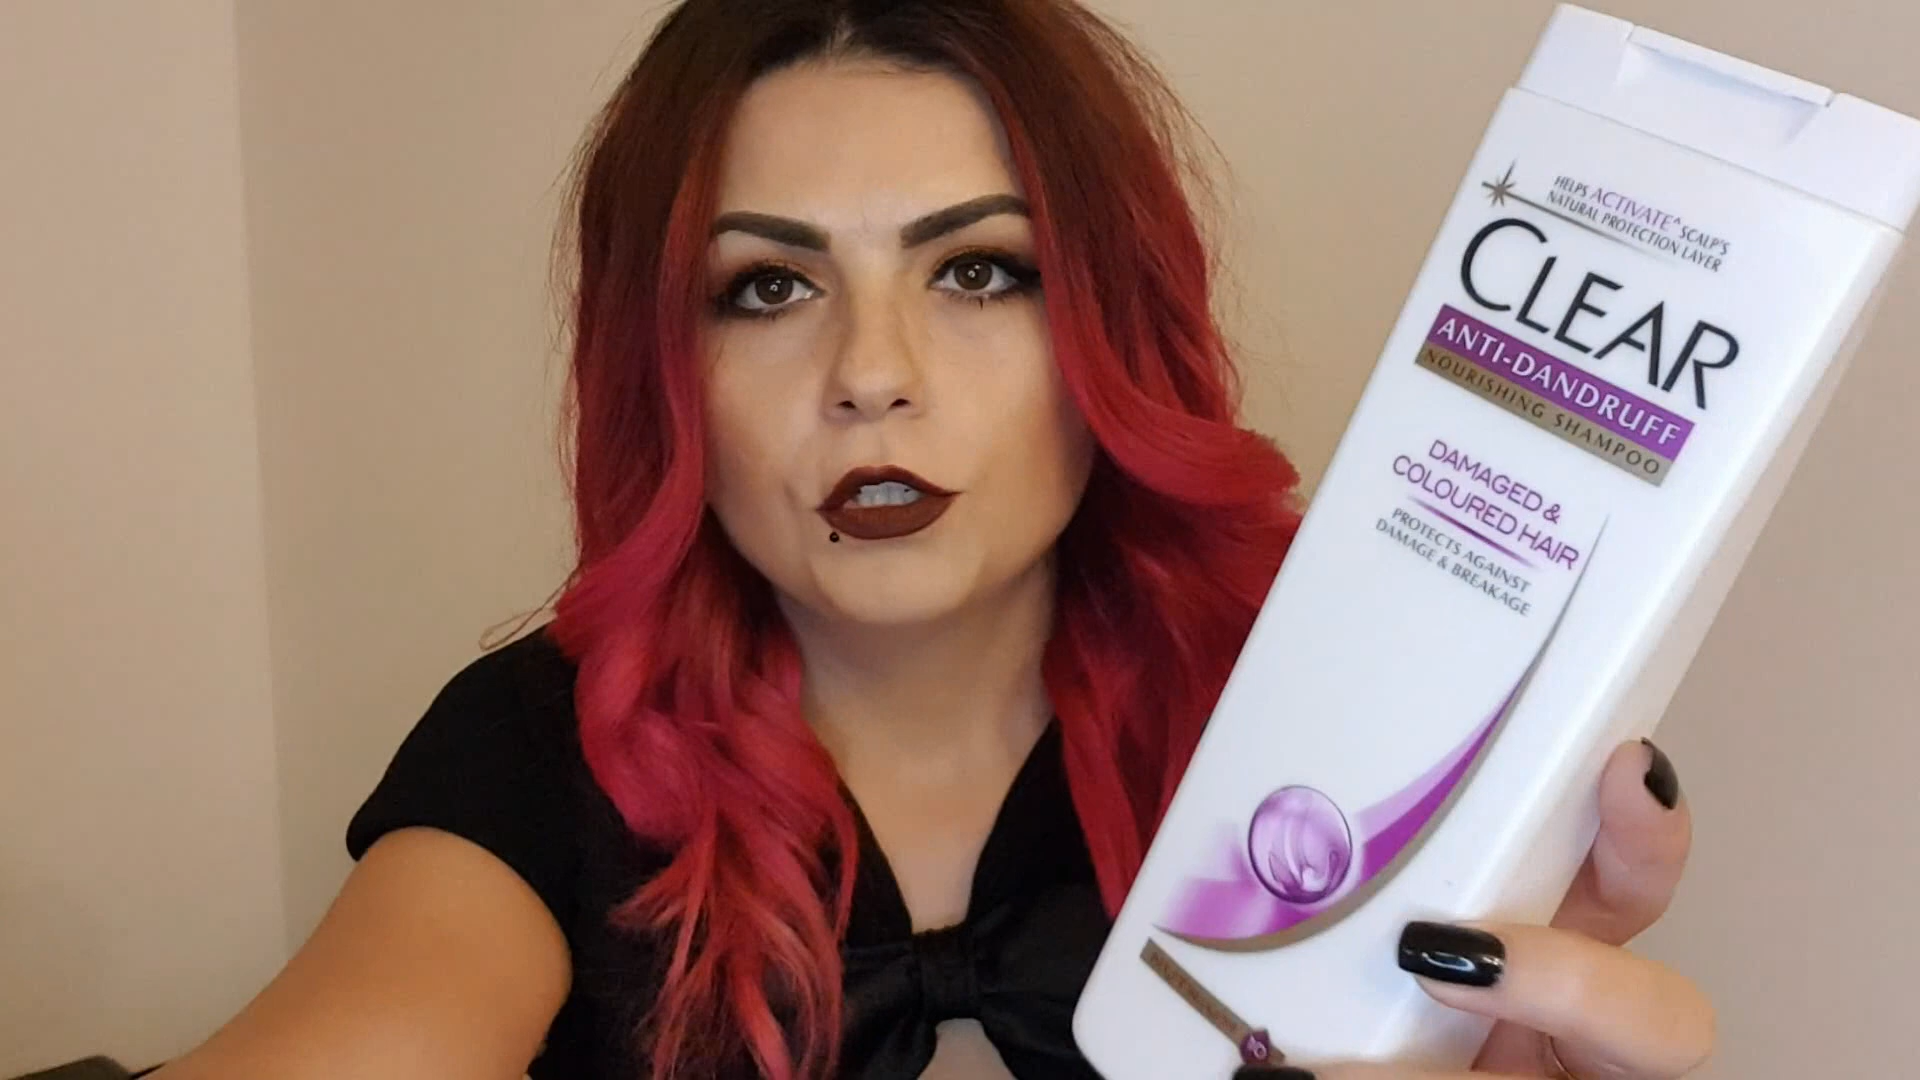 HELPS ACTIVATE^ SCALP'S
NATURAL PROTECTION LAYER
CLEAR
ANTI-DANDRUFF
NOURISHING SHAMPOO
DAMAGED &
COLOURED HAIR
PROTECTS AGAINST
DAMAGE & BREAKAGE